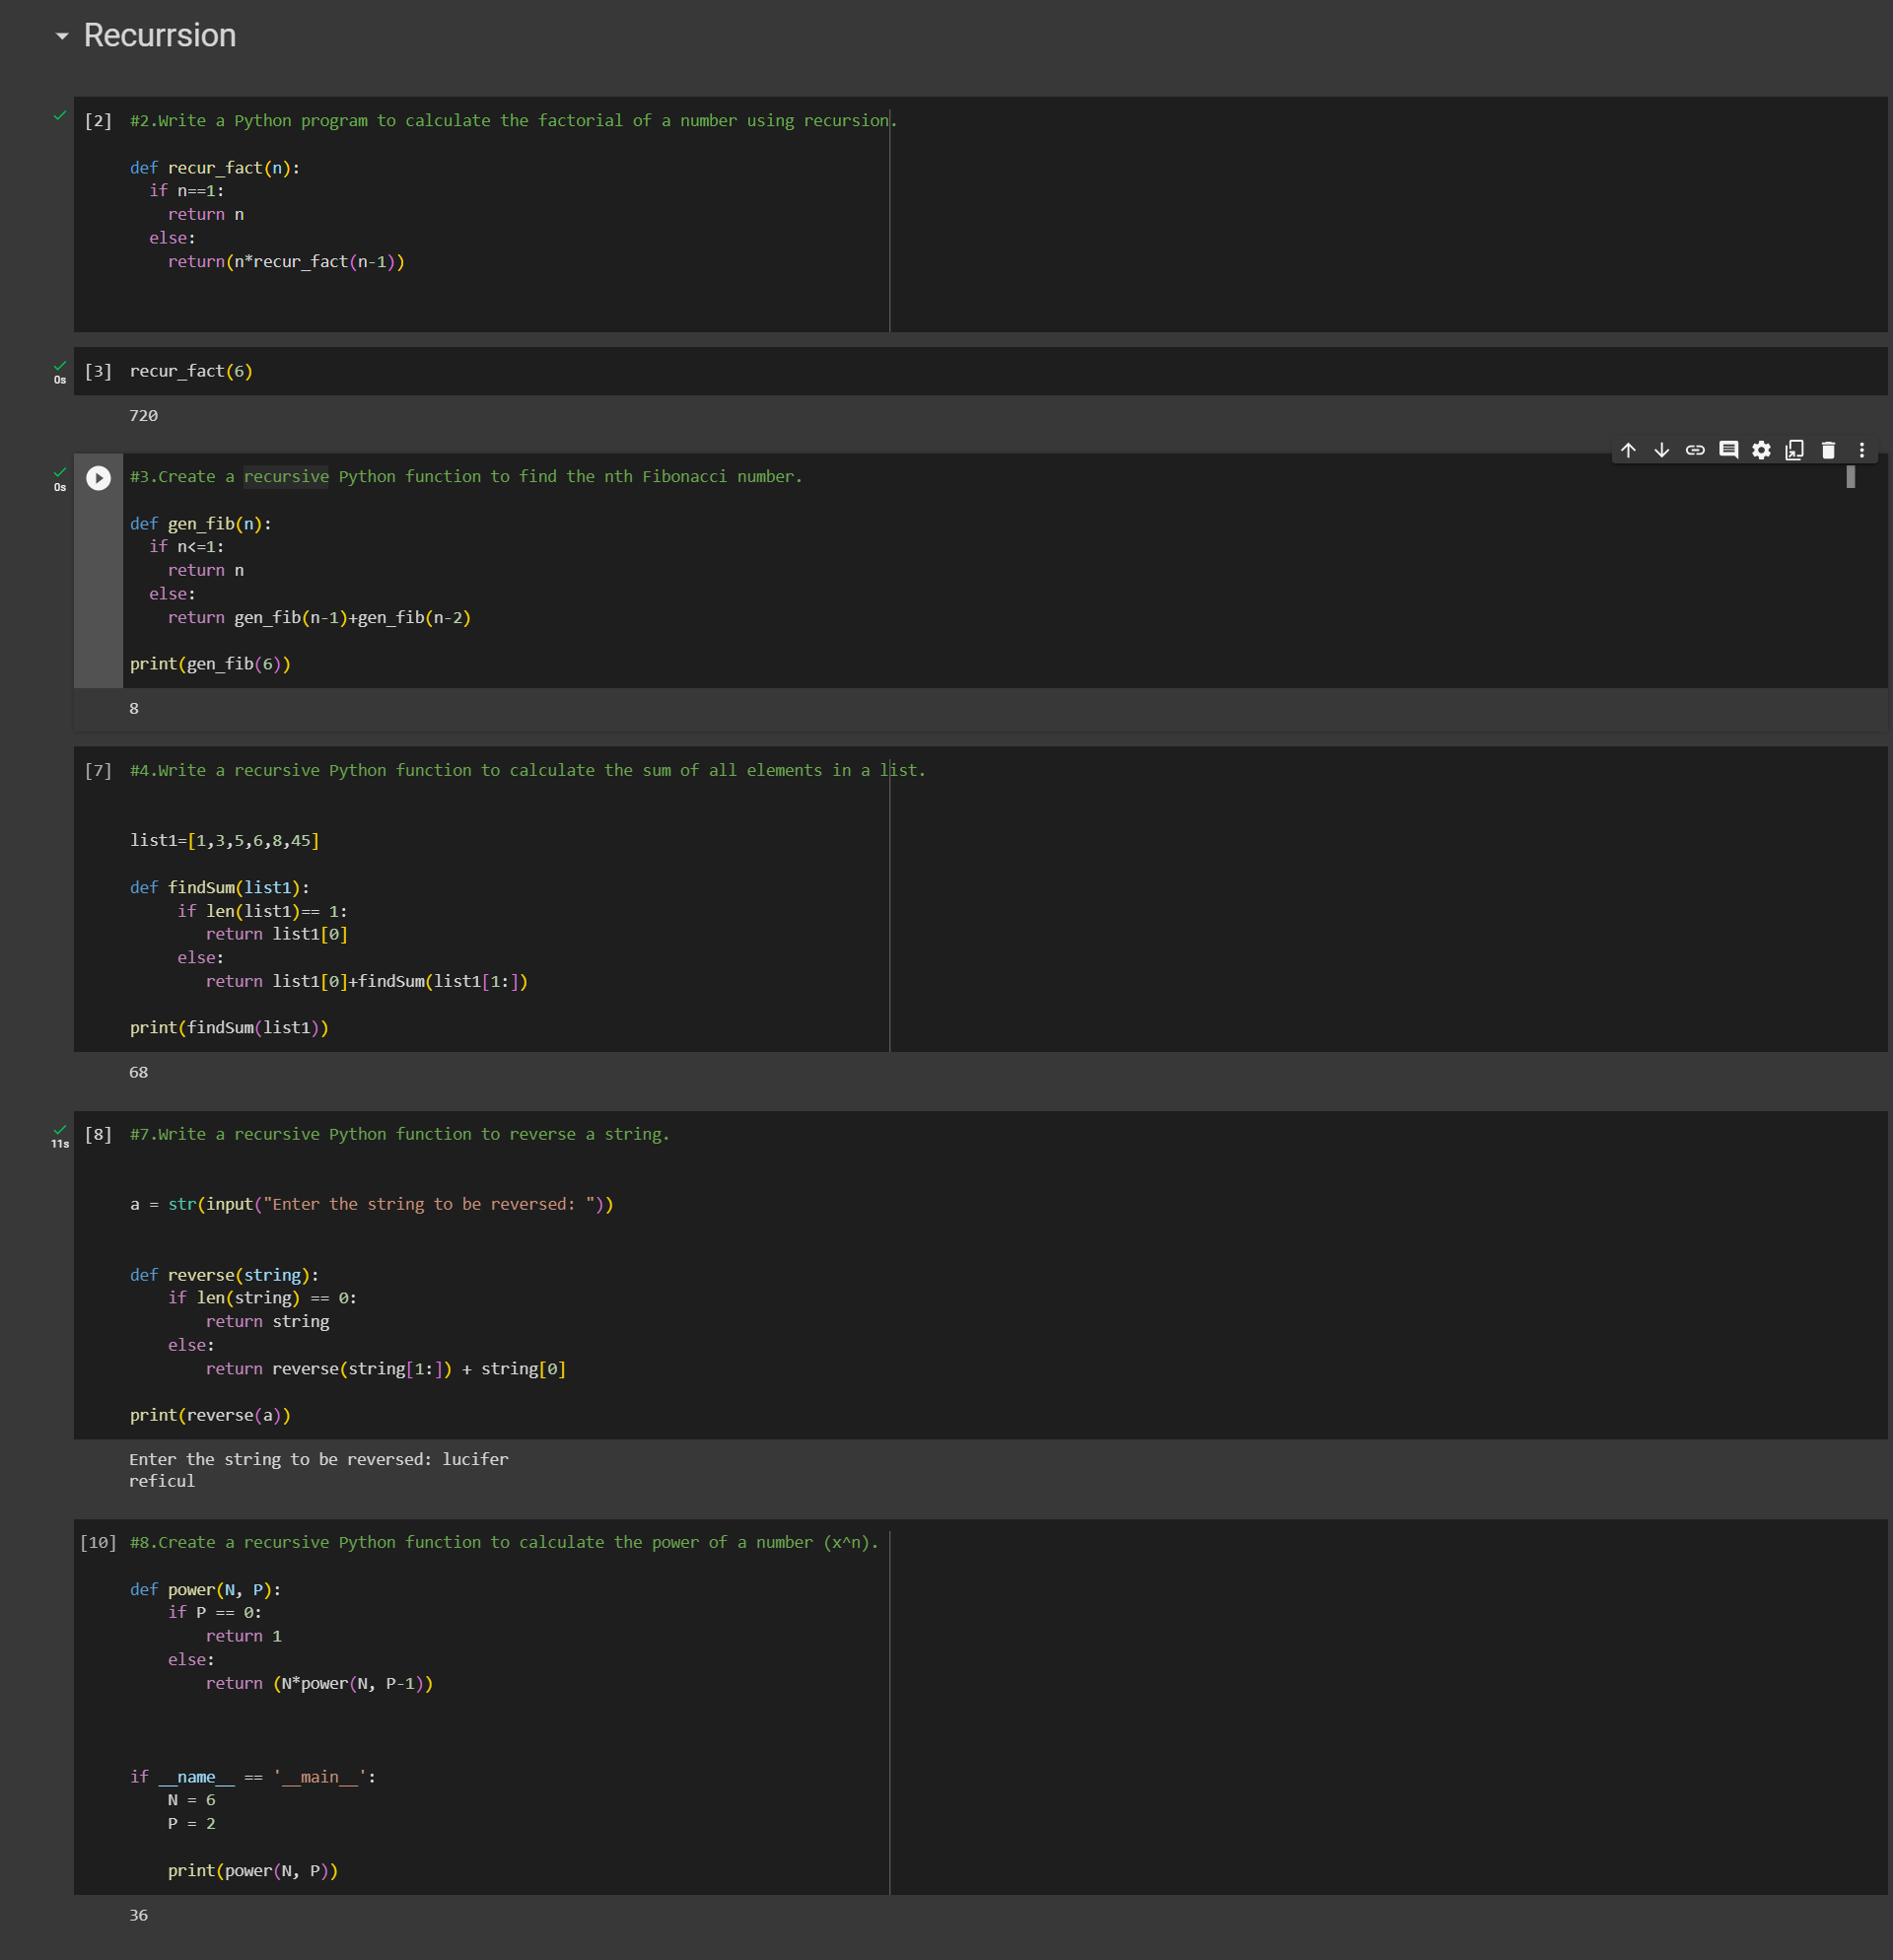 Recurrsion
[2] #2.Write a Python program to calculate the factorial of a number using recursion.
def recur_fact(n):
  if n==1:
    return n
  else:
    return(n*recur_fact(n-1))
0s
[3] recur_fact(6)
720
0s
#3.Create a recursive Python function to find the nth Fibonacci number.
def gen_fib(n):
  if n<=1:
    return n
  else:
    return gen_fib(n-1)+gen_fib(n-2)
print(gen_fib(6))
8
[7] #4.Write a recursive Python function to calculate the sum of all elements in a list.
list1=[1,3,5,6,8,45]
def findSum(list1):
     if len(list1)== 1:
        return list1[0]
     else:
        return list1[0]+findSum(list1[1:])
print(findSum(list1))
68
11s
[8] #7.Write a recursive Python function to reverse a string.
a = str(input("Enter the string to be reversed: "))
def reverse(string):
    if len(string) == 0:
        return string
    else:
        return reverse(string[1:]) + string[0]
print(reverse(a))
Enter the string to be reversed: lucifer
reficul
[10] #8.Create a recursive Python function to calculate the power of a number (x^n).
def power(N, P):
    if P == 0:
        return 1
    else:
        return (N*power(N, P-1))
if __name__ == '__main__':
    N = 6
    P = 2
    print(power(N, P))
36